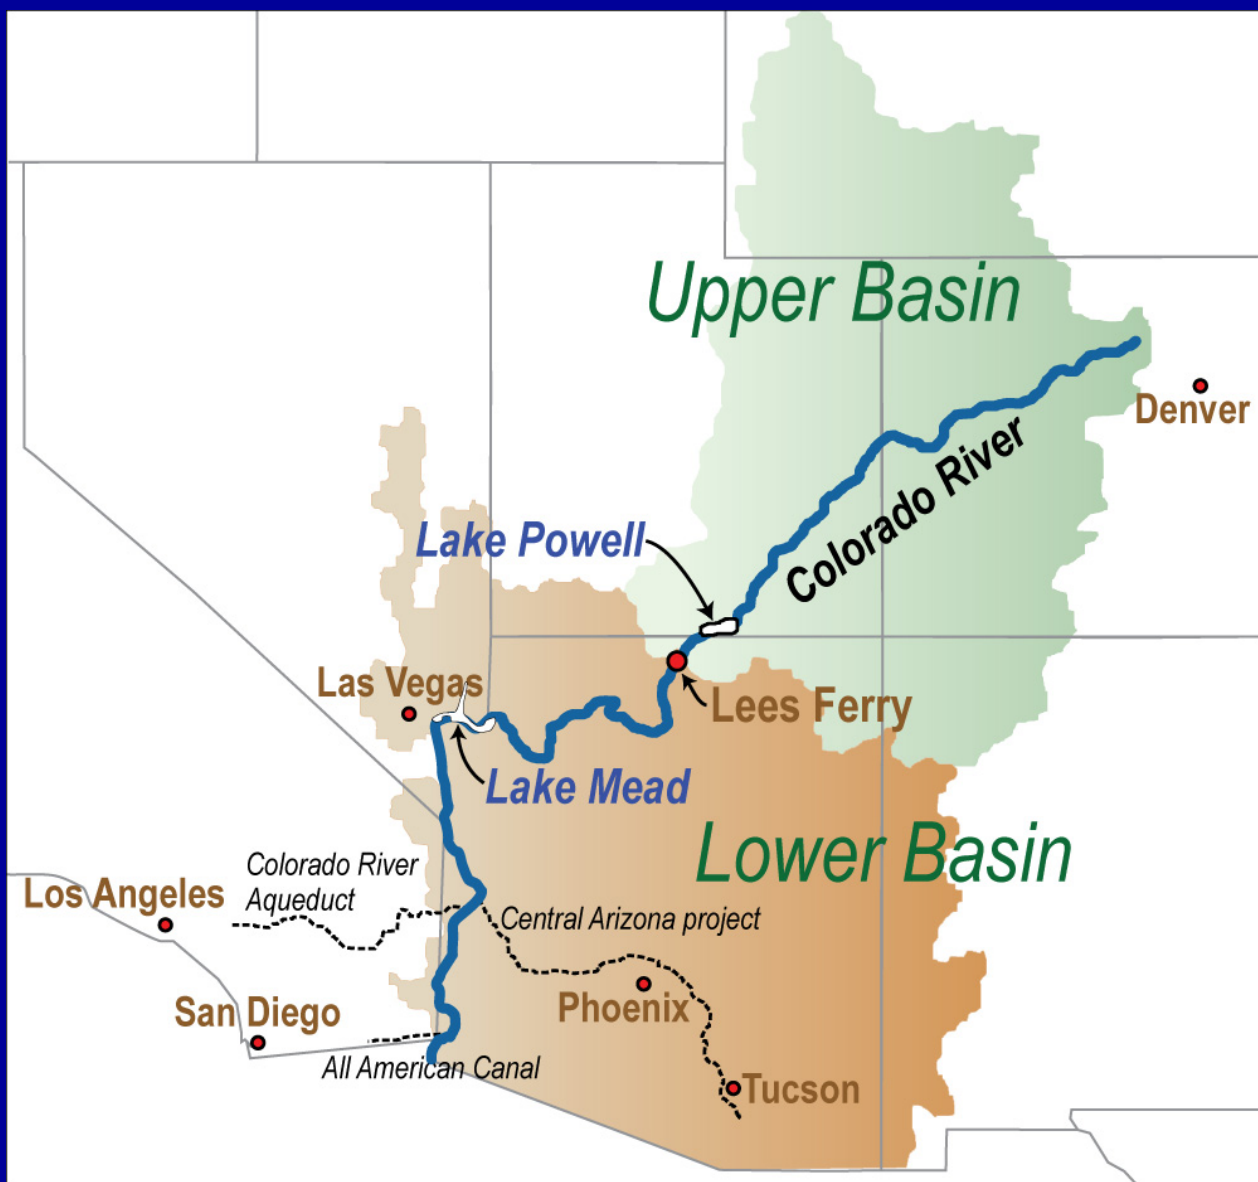 Upper Basin
Denver
Colorado River
Lake Powell
Las Vegas
Lees Ferry
Lake Mead
Lower Basin
Colorado River
Aqueduct
Los Angeles
Central Arizona project
San Diego
Phoenix
All American Canal
Tucson